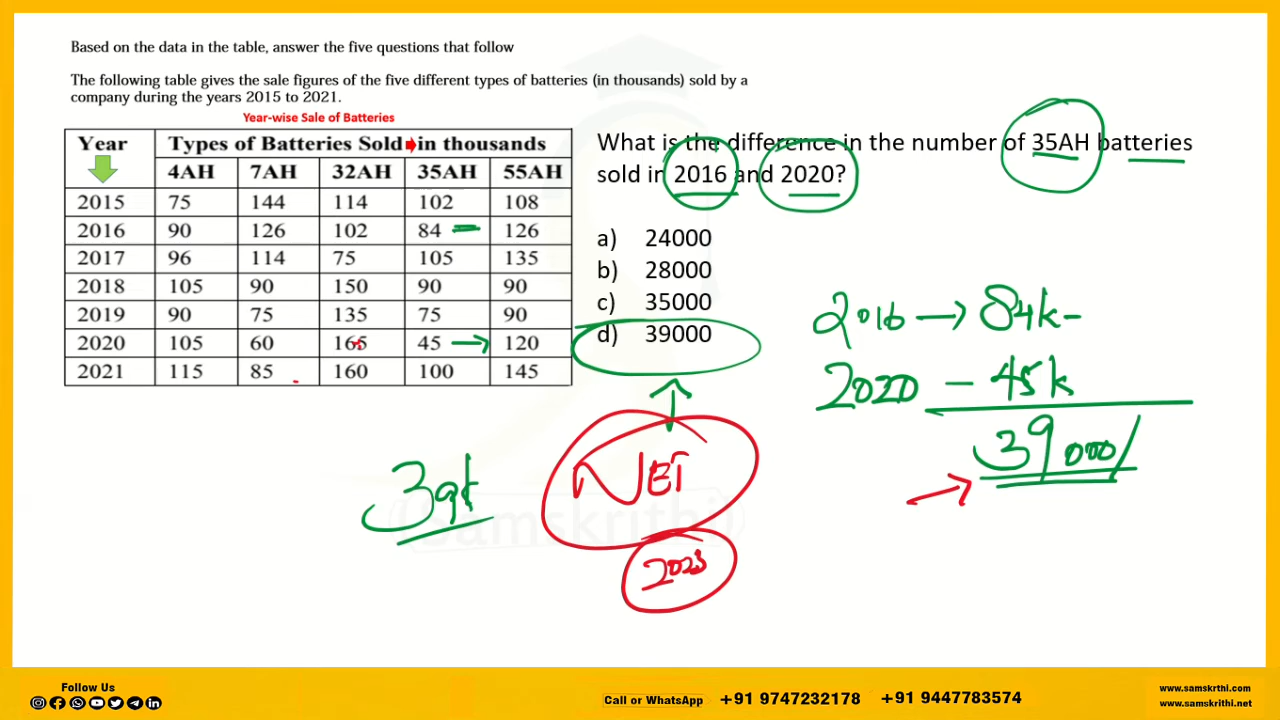 Based on the data in the table, answer the five questions that follow
The following table gives the sale figures of the five different types of batteries (in thousands) sold by a
company during the years 2015 to 2021.
Year-wise Sale of Batteries
Year Types of Batteries Sold in thousands
4AH 7AH 32AH 35AH 55AH
2015 75 144 114 102 108
2016 90 126 102 84 126
2017 96 114 75 105 135
2018 105 90 150 90 90
2019 90 75 135 75 90
2020 105 60 165 45 120
2021 115 85 160 100 145
What is the difference in the number of 35AH batteries
sold in 2016 and 2020?
a) 24000
b) 28000
c) 35000
d) 39000
2016 → 84k
2020 - 45k
39000/
NET
2023
samskrithi
Follow Us
Call or WhatsApp +91 9747232178 +91 9447783574
www.samskrthi.com
www.samskrithi.net